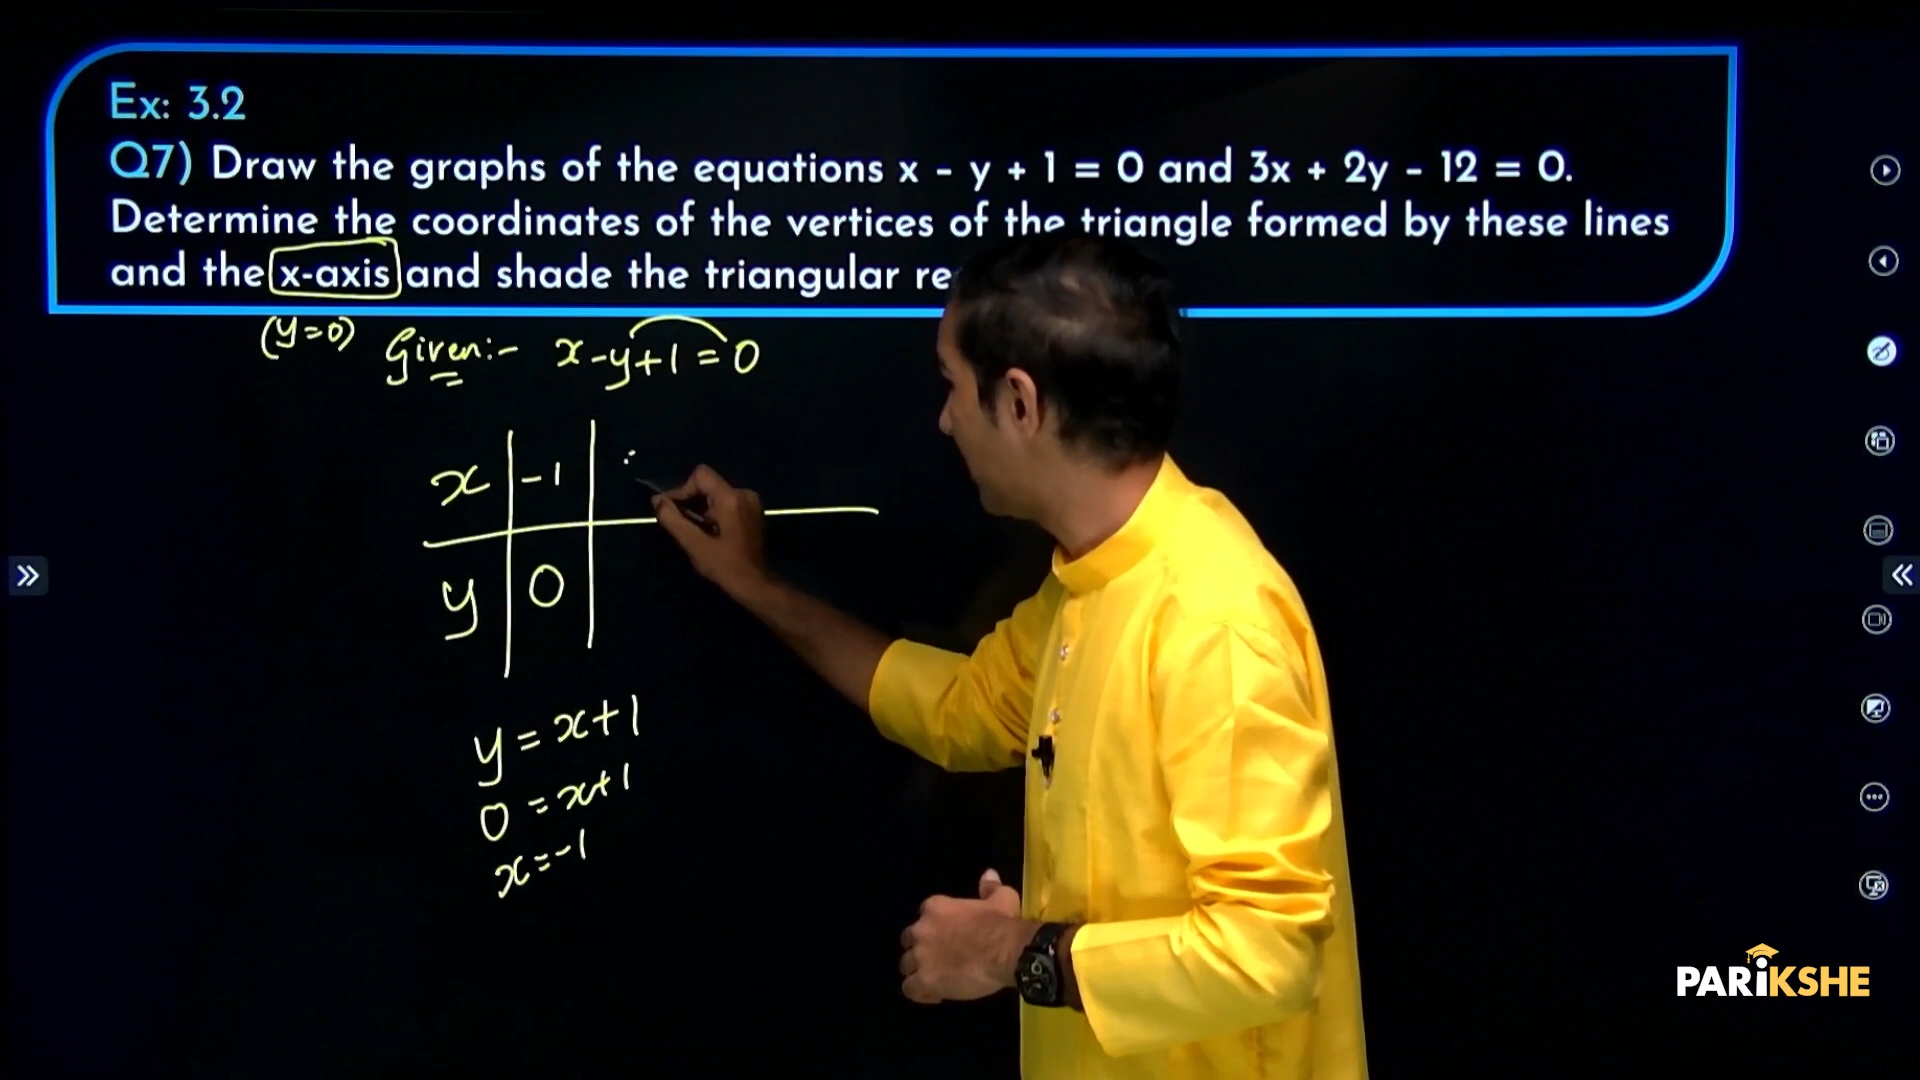 Ex: 3.2
Q7) Draw the graphs of the equations x - y + 1 = 0 and 3x + 2y - 12 = 0.
Determine the coordinates of the vertices of the triangle formed by these lines
and the x-axis and shade the triangular re
(y=0) Given:- x-y+1=0
x -1
y 0
y=x+1
0=x+1
x=-1
PARiKSHE